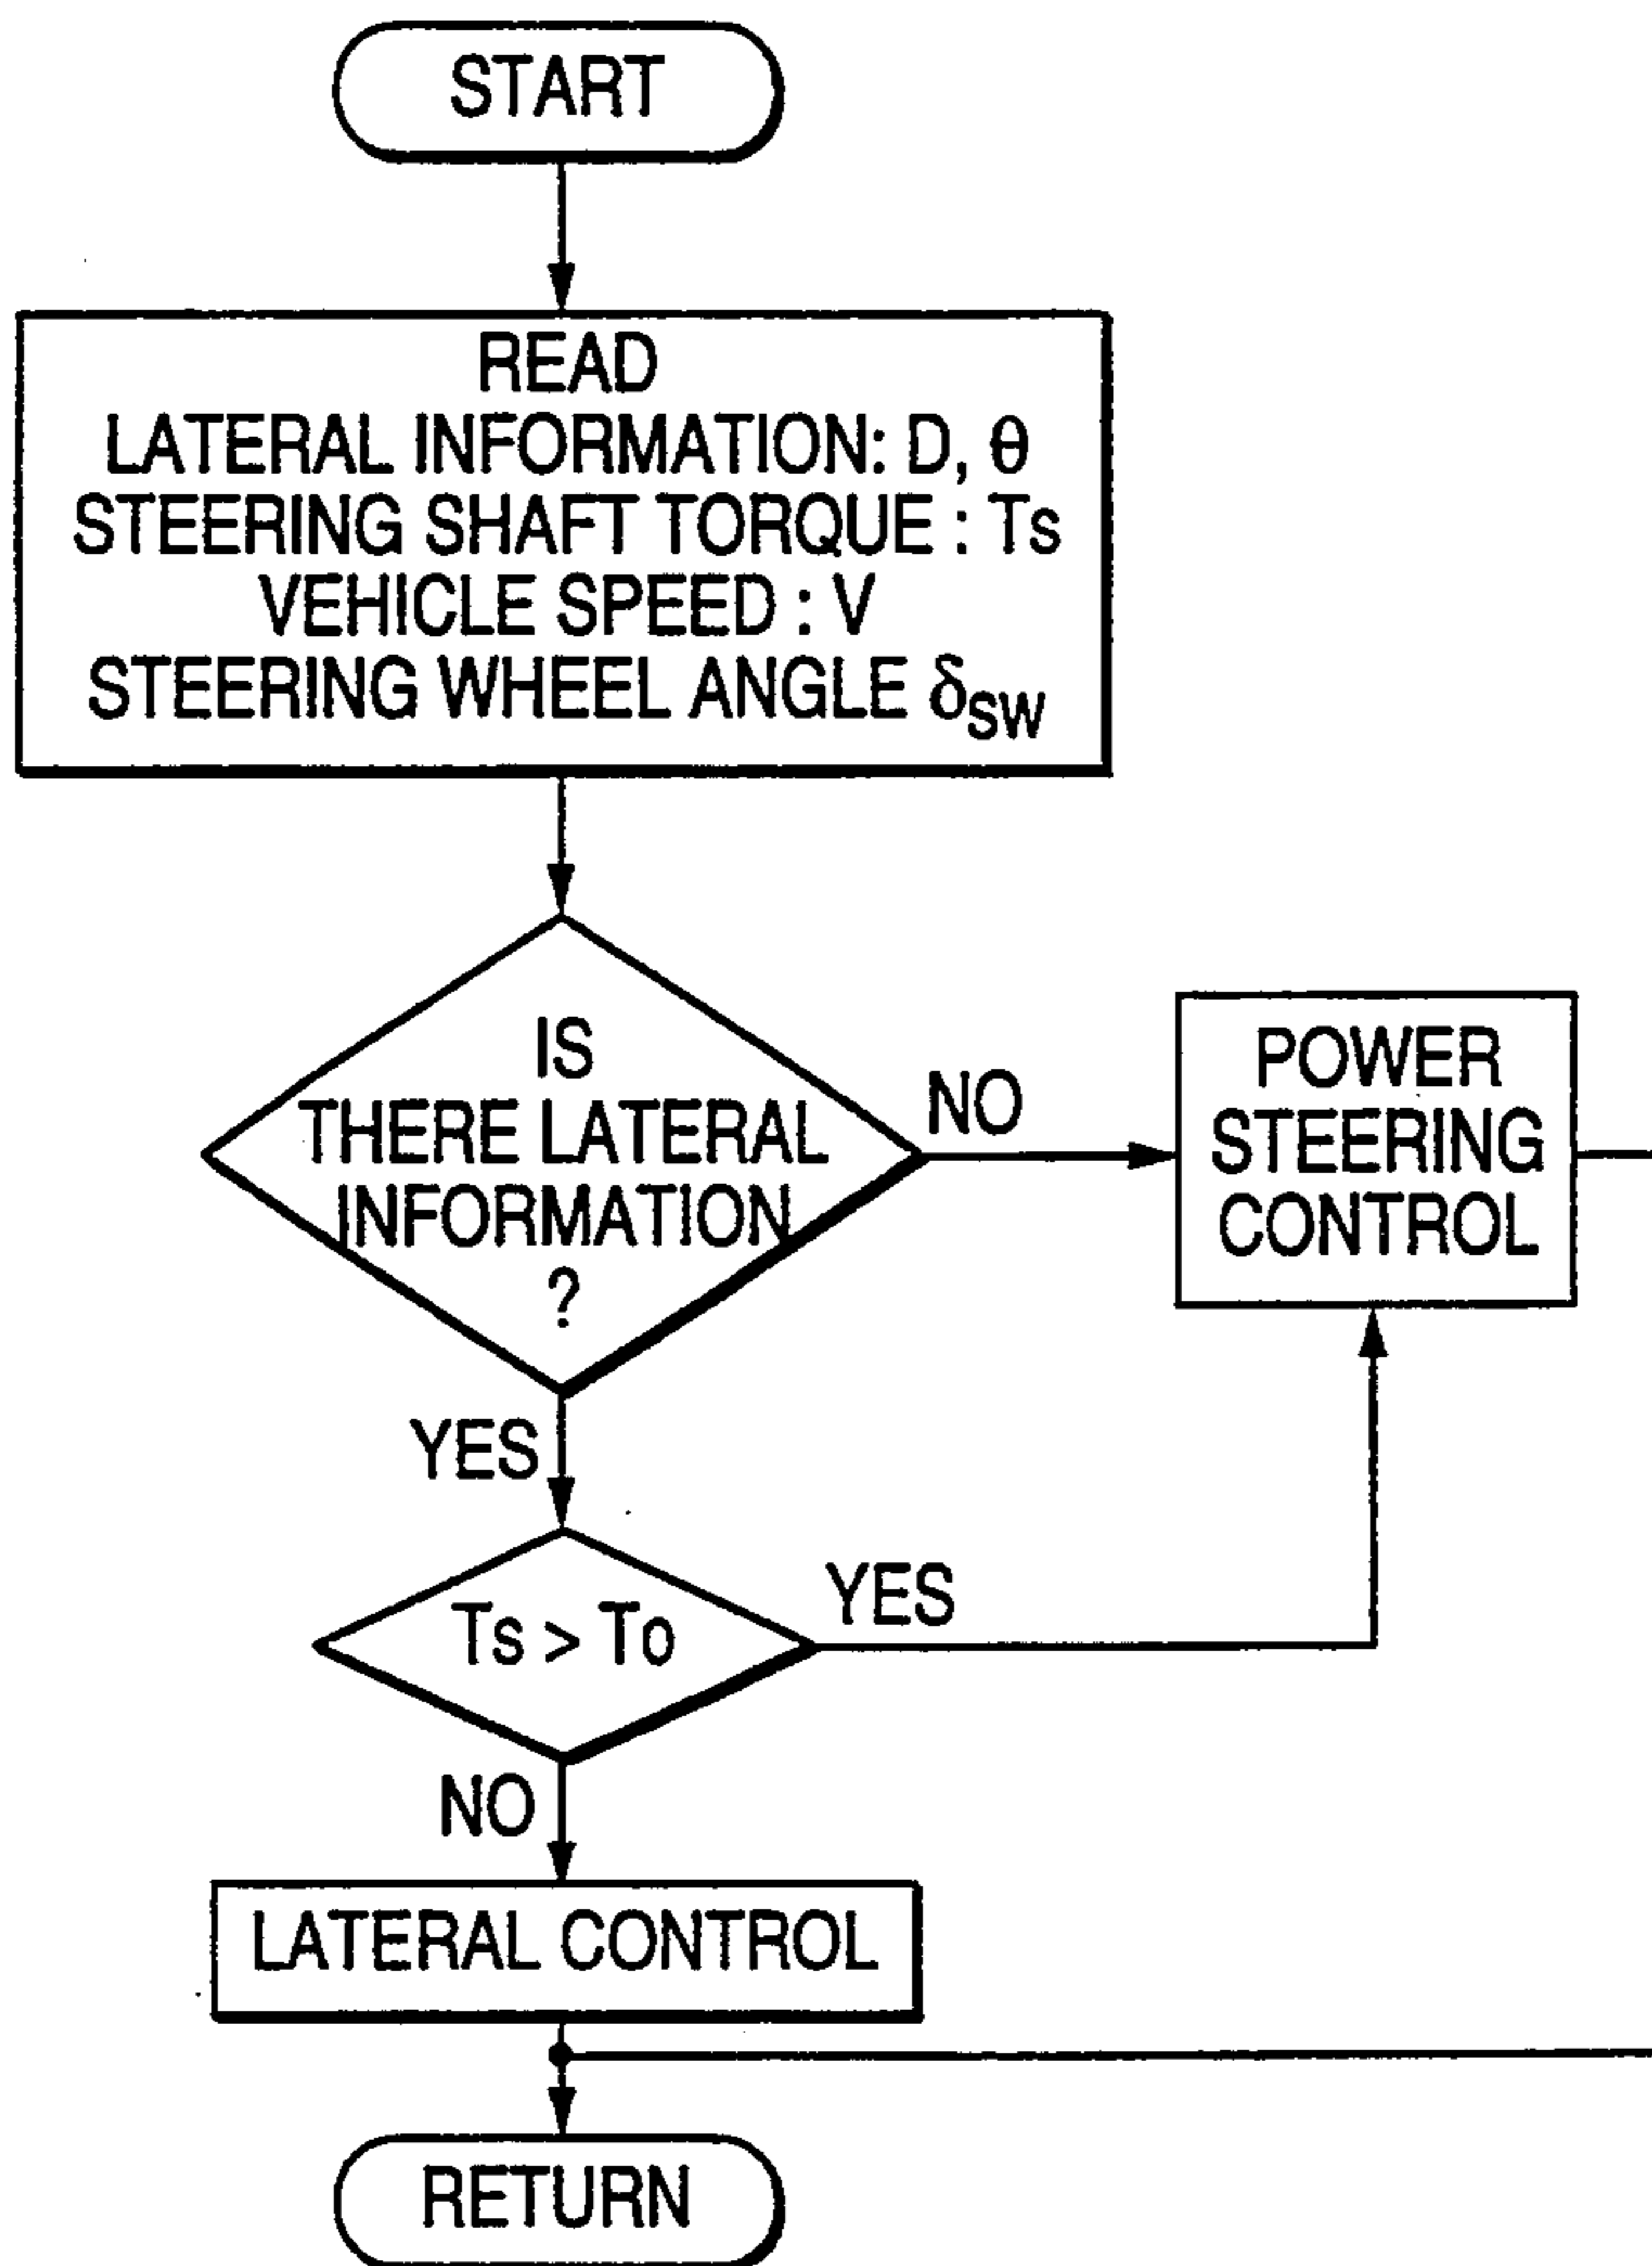 START
READ
LATERAL INFORMATION: D, θ
STEERING SHAFT TORQUE : Ts
VEHICLE SPEED : V
STEERING WHEEL ANGLE δSW
IS
THERE LATERAL
INFORMATION
?
NO
POWER
STEERING
CONTROL
YES
Ts > To
YES
NO
LATERAL CONTROL
RETURN